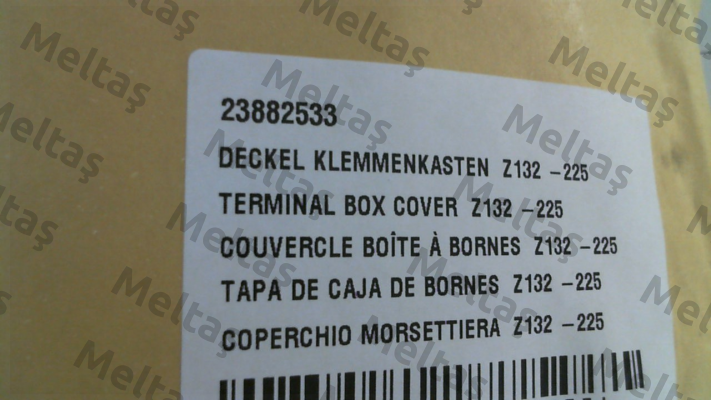 23882533
DECKEL KLEMMENKASTEN Z132 -225
TERMINAL BOX COVER Z132 -225
COUVERCLE BOÎTE À BORNES Z132 -225
TAPA DE CAJA DE BORNES Z132 -225
COPERCHIO MORSETTIERA Z132 -225
Meltaş